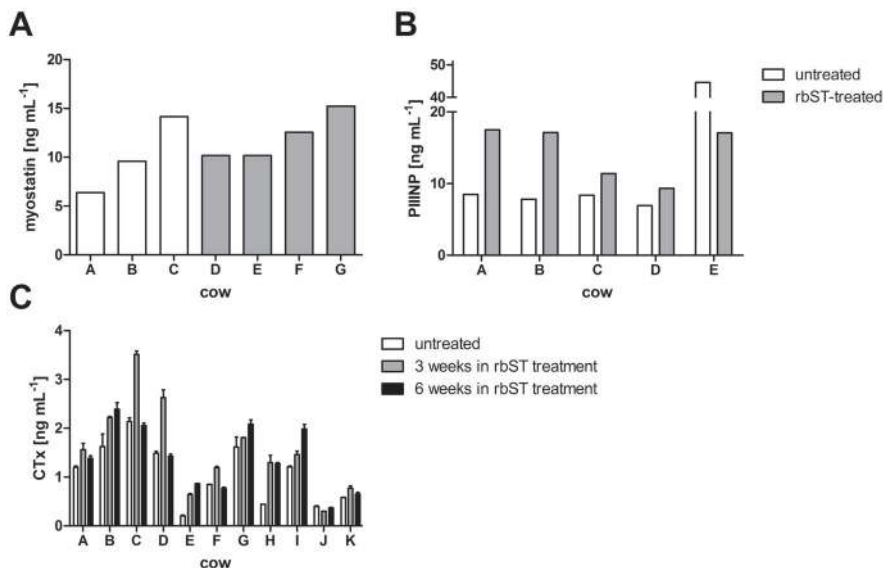 A
myostatin [ng mL-1]
20
15
10
5
0
A B C D E F G
cow
B
PIIINP [ng mL-1]
50
40
20
10
0
A B C D E
cow
untreated
rbST-treated
C
CTx [ng mL-1]
4
3
2
1
0
A B C D E F G H I J K
cow
untreated
3 weeks in rbST treatment
6 weeks in rbST treatment